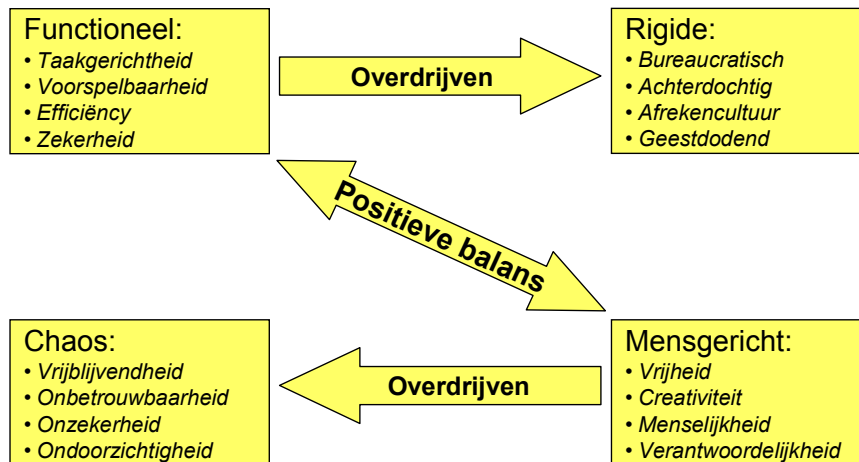 Functioneel:
• Taakgerichtheid
• Voorspelbaarheid
• Efficiëncy
• Zekerheid
Overdrijven
Rigide:
• Bureaucratisch
• Achterdochtig
• Afrekencultuur
• Geestdodend
Positieve balans
Chaos:
• Vrijblijvendheid
• Onbetrouwbaarheid
• Onzekerheid
• Ondoorzichtigheid
Overdrijven
Mensgericht:
• Vrijheid
• Creativiteit
• Menselijkheid
• Verantwoordelijkheid